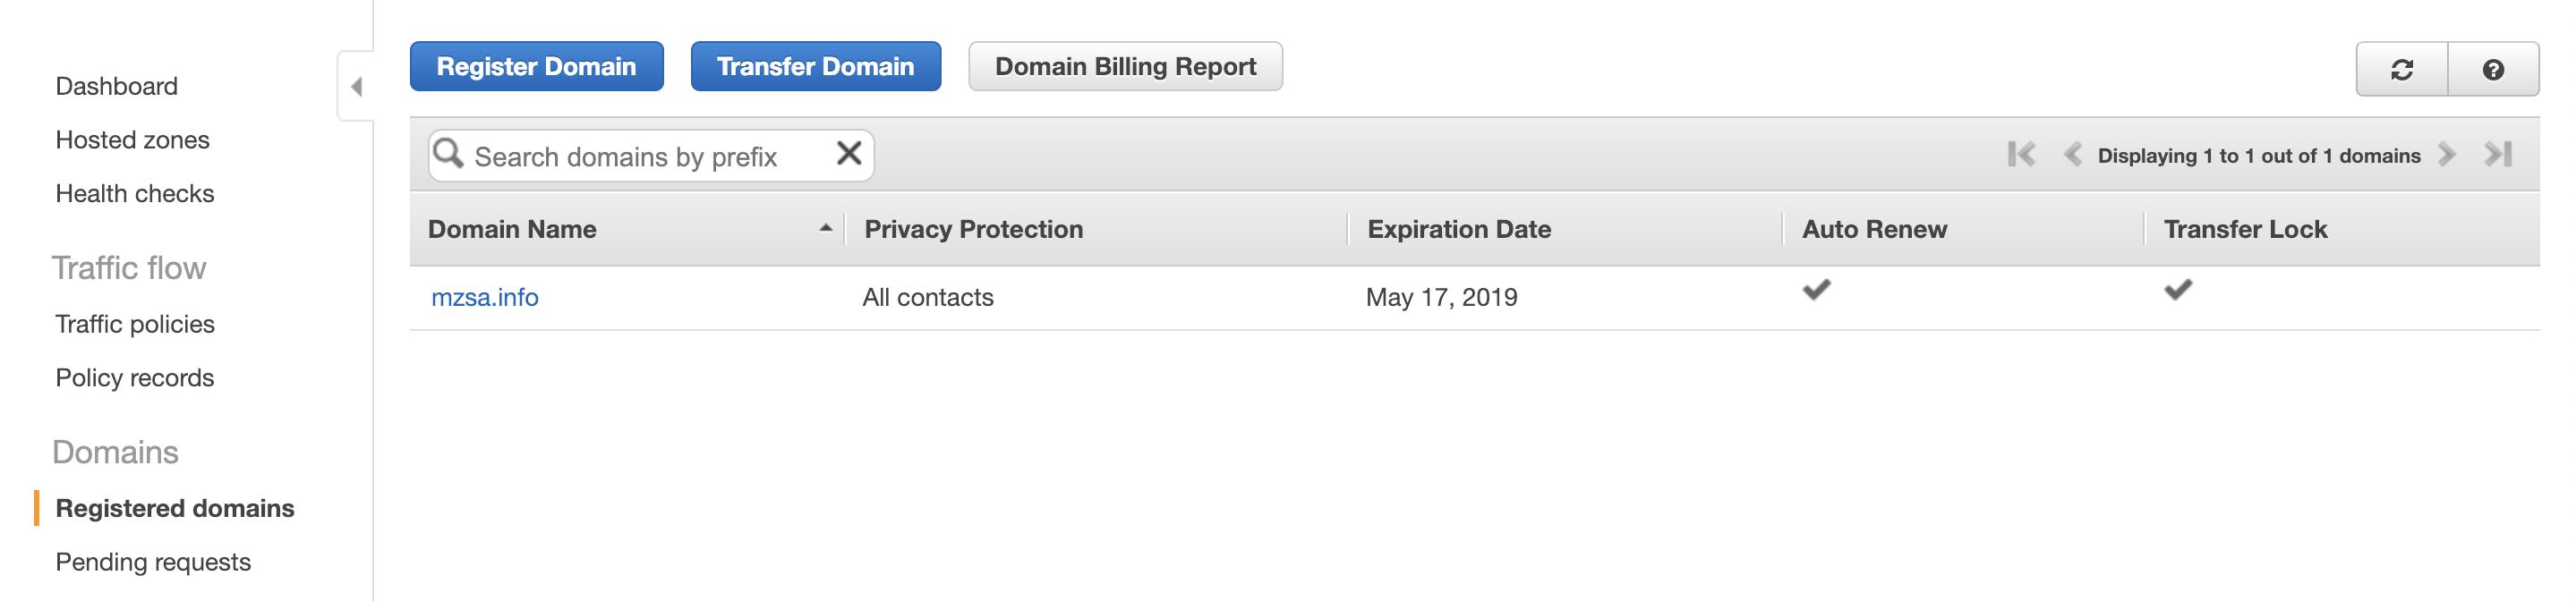 Dashboard
Hosted zones
Health checks
Traffic flow
Traffic policies
Policy records
Domains
Registered domains
Pending requests
Register Domain
Transfer Domain
Domain Billing Report
Search domains by prefix
Displaying 1 to 1 out of 1 domains
Domain Name
Privacy Protection
Expiration Date
Auto Renew
Transfer Lock
mzsa.info
All contacts
May 17, 2019